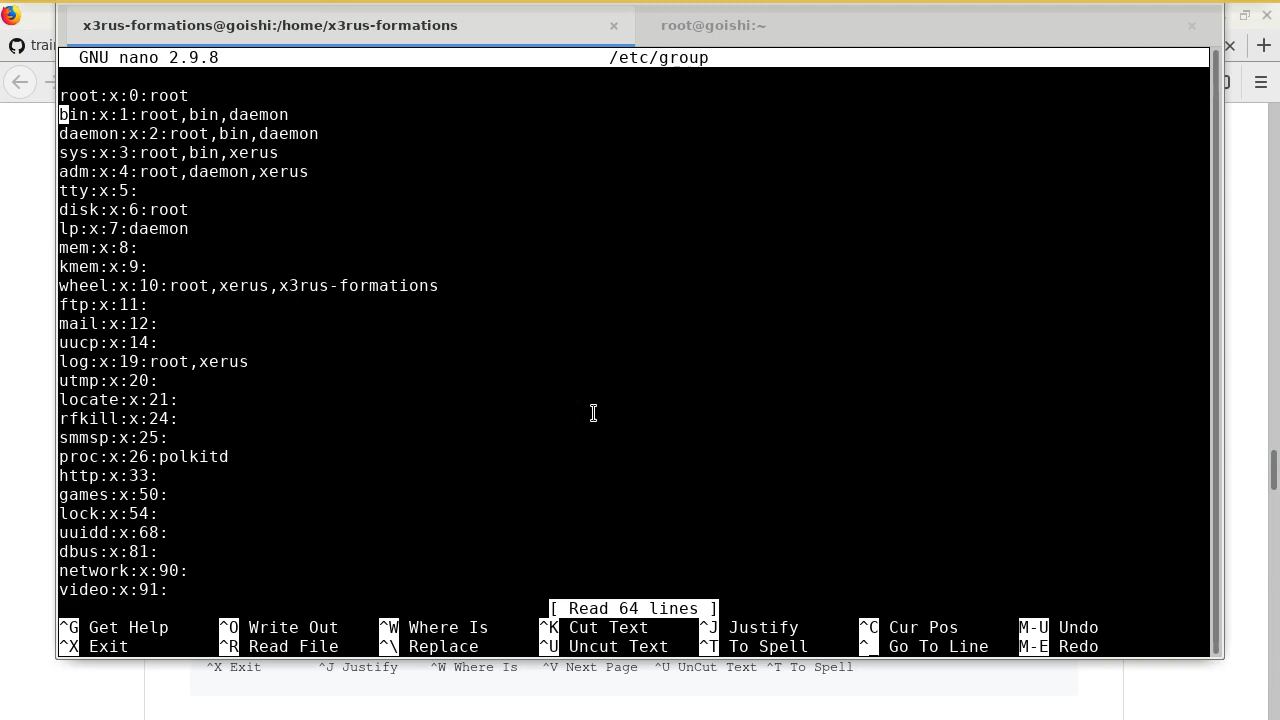 x3rus-formations@goishi:/home/x3rus-formations × root@goishi:~ ×
trai
GNU nano 2.9.8 /etc/group
root:x:0:root
bin:x:1:root,bin,daemon
daemon:x:2:root,bin,daemon
sys:x:3:root,bin,xerus
adm:x:4:root,daemon,xerus
tty:x:5:
disk:x:6:root
lp:x:7:daemon
mem:x:8:
kmem:x:9:
wheel:x:10:root,xerus,x3rus-formations
ftp:x:11:
mail:x:12:
uucp:x:14:
log:x:19:root,xerus
utmp:x:20:
locate:x:21:
rfkill:x:24:
smmsp:x:25:
proc:x:26:polkitd
http:x:33:
games:x:50:
lock:x:54:
uuidd:x:68:
dbus:x:81:
network:x:90:
video:x:91:
[ Read 64 lines ]
^G Get Help ^O Write Out ^W Where Is ^K Cut Text ^J Justify ^C Cur Pos M-U Undo
^X Exit ^R Read File ^\ Replace ^U Uncut Text ^T To Spell ^_ Go To Line M-E Redo
^X Exit ^J Justify ^W Where Is ^V Next Page ^U UnCut Text ^T To Spell